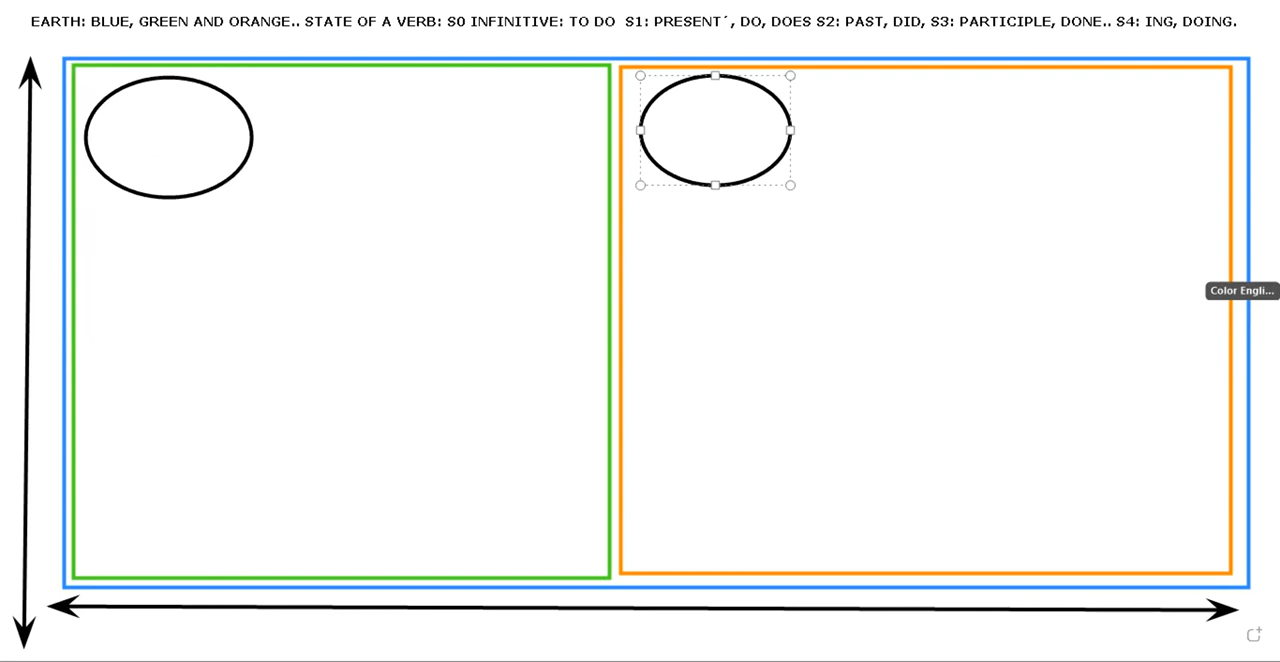 EARTH: BLUE, GREEN AND ORANGE.. STATE OF A VERB: S0 INFINITIVE: TO DO  S1: PRESENT´, DO, DOES S2: PAST, DID, S3: PARTICIPLE, DONE.. S4: ING, DOING.
Color Engli...